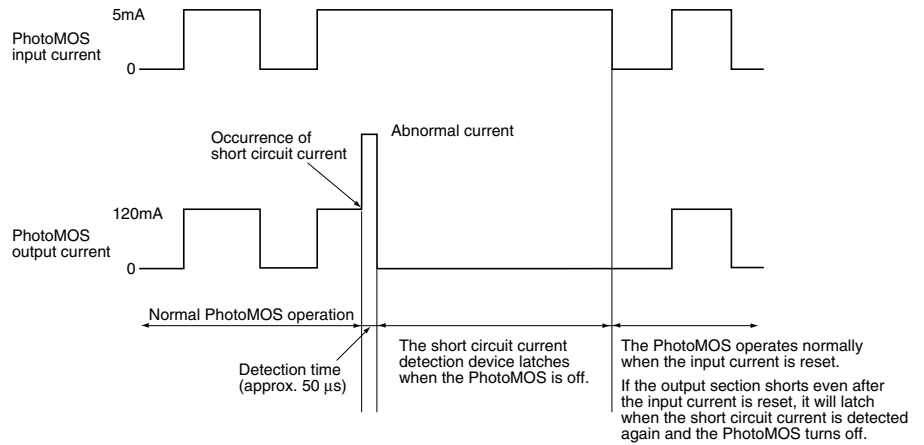 5mA
PhotoMOS
input current
0
Occurrence of
short circuit current
Abnormal current
120mA
PhotoMOS
output current
0
Normal PhotoMOS operation
Detection time
(approx. 50 μs)
The short circuit current
detection device latches
when the PhotoMOS is off.
The PhotoMOS operates normally
when the input current is reset.
If the output section shorts even after
the input current is reset, it will latch
when the short circuit current is detected
again and the PhotoMOS turns off.